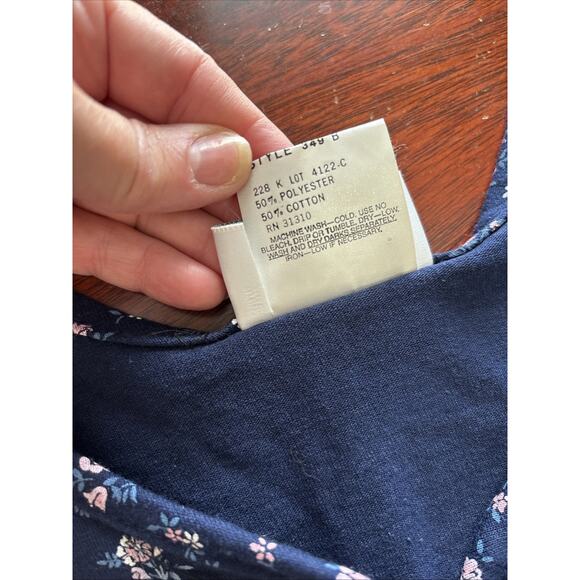 STYLE 349 B
228 K LOT 4122-C
50% POLYESTER
50% COTTON
RN 31310
MACHINE WASH—COLD. USE NO
BLEACH. DRIP OR TUMBLE DRY—LOW.
WASH AND DRY DARKS SEPARATELY.
IRON—LOW IF NECESSARY.